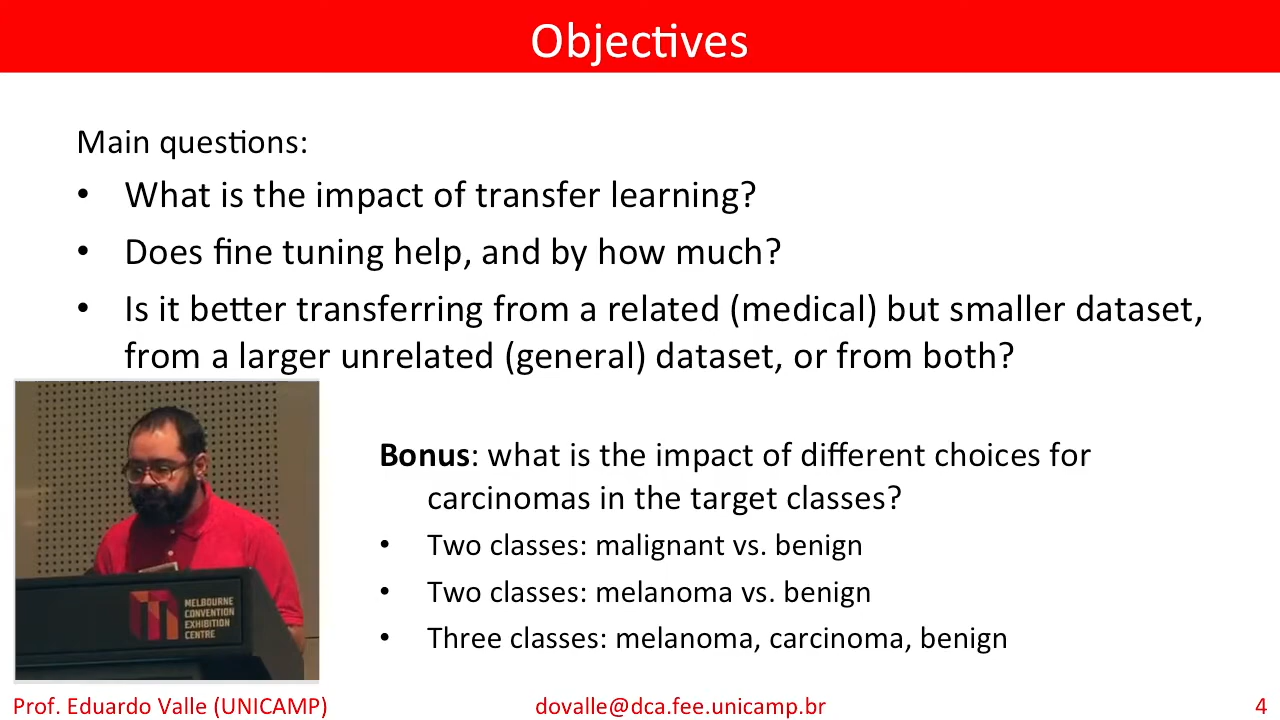 Objectives
Main questions:
• What is the impact of transfer learning?
• Does fine tuning help, and by how much?
• Is it better transferring from a related (medical) but smaller dataset,
from a larger unrelated (general) dataset, or from both?
Bonus: what is the impact of different choices for
carcinomas in the target classes?
• Two classes: malignant vs. benign
• Two classes: melanoma vs. benign
• Three classes: melanoma, carcinoma, benign
MELBOURNE
CONVENTION
EXHIBITION
CENTRE
Prof. Eduardo Valle (UNICAMP) dovalle@dca.fee.unicamp.br 4